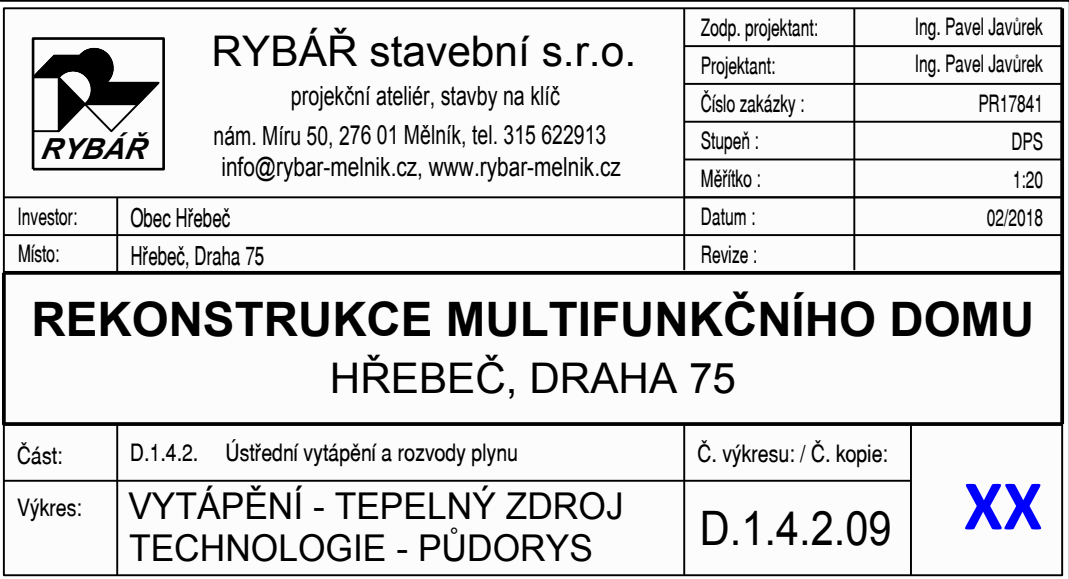 RYBÁŘ
RYBÁŘ stavební s.r.o.
projekční ateliér, stavby na klíč
nám. Míru 50, 276 01 Mělník, tel. 315 622913
info@rybar-melnik.cz, www.rybar-melnik.cz
Zodp. projektant: Ing. Pavel Javůrek
Projektant: Ing. Pavel Javůrek
Číslo zakázky : PR17841
Stupeň : DPS
Měřítko : 1:20
Investor: Obec Hřebeč
Datum : 02/2018
Místo: Hřebeč, Draha 75
Revize :
REKONSTRUKCE MULTIFUNKČNÍHO DOMU
HŘEBEČ, DRAHA 75
Část: D.1.4.2. Ústřední vytápění a rozvody plynu
Č. výkresu: / Č. kopie:
Výkres: VYTÁPĚNÍ - TEPELNÝ ZDROJ
TECHNOLOGIE - PŮDORYS
D.1.4.2.09
XX